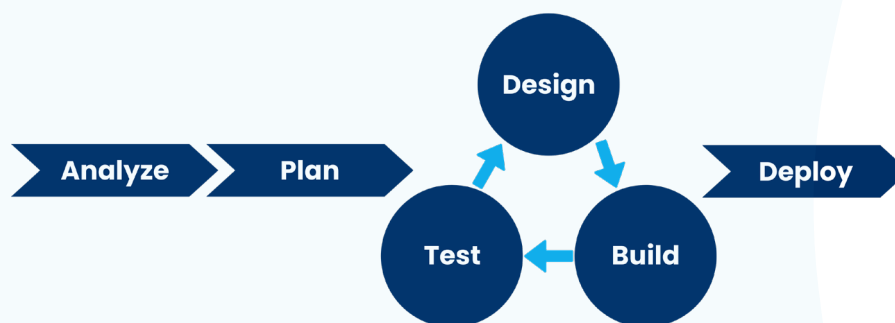 Analyze
Plan
Design
Test
Build
Deploy